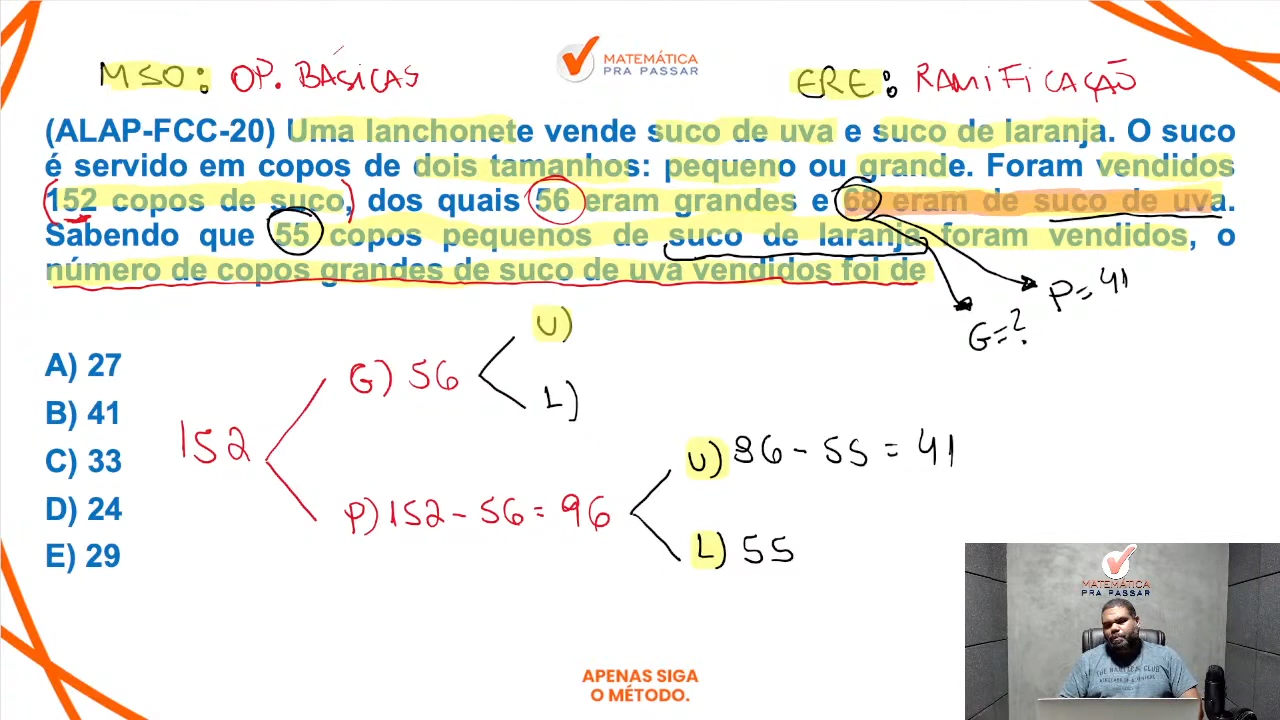 MSO: OP. BÁSICAS
MATEMÁTICA
PRA PASSAR
ERE: RAMIFICAÇÃO
(ALAP-FCC-20) Uma lanchonete vende suco de uva e suco de laranja. O suco
é servido em copos de dois tamanhos: pequeno ou grande. Foram vendidos
152 copos de suco, dos quais 56 eram grandes e 68 eram de suco de uva.
Sabendo que 55 copos pequenos de suco de laranja foram vendidos, o
número de copos grandes de suco de uva vendidos foi de
P=41
G=?
A) 27
B) 41
C) 33
D) 24
E) 29
152
G) 56
U)
L)
P) 152 - 56 = 96
U) 96 - 55 = 41
L) 55
MATEMÁTICA
PRA PASSAR
APENAS SIGA
O MÉTODO.